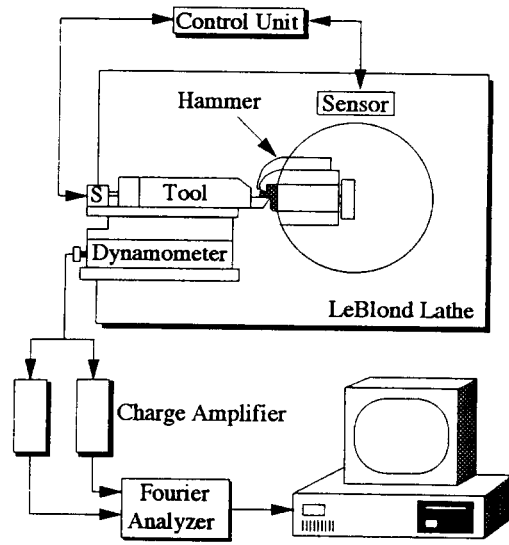 Control Unit
Hammer
Sensor
S
Tool
Dynamometer
LeBlond Lathe
Charge Amplifier
Fourier
Analyzer